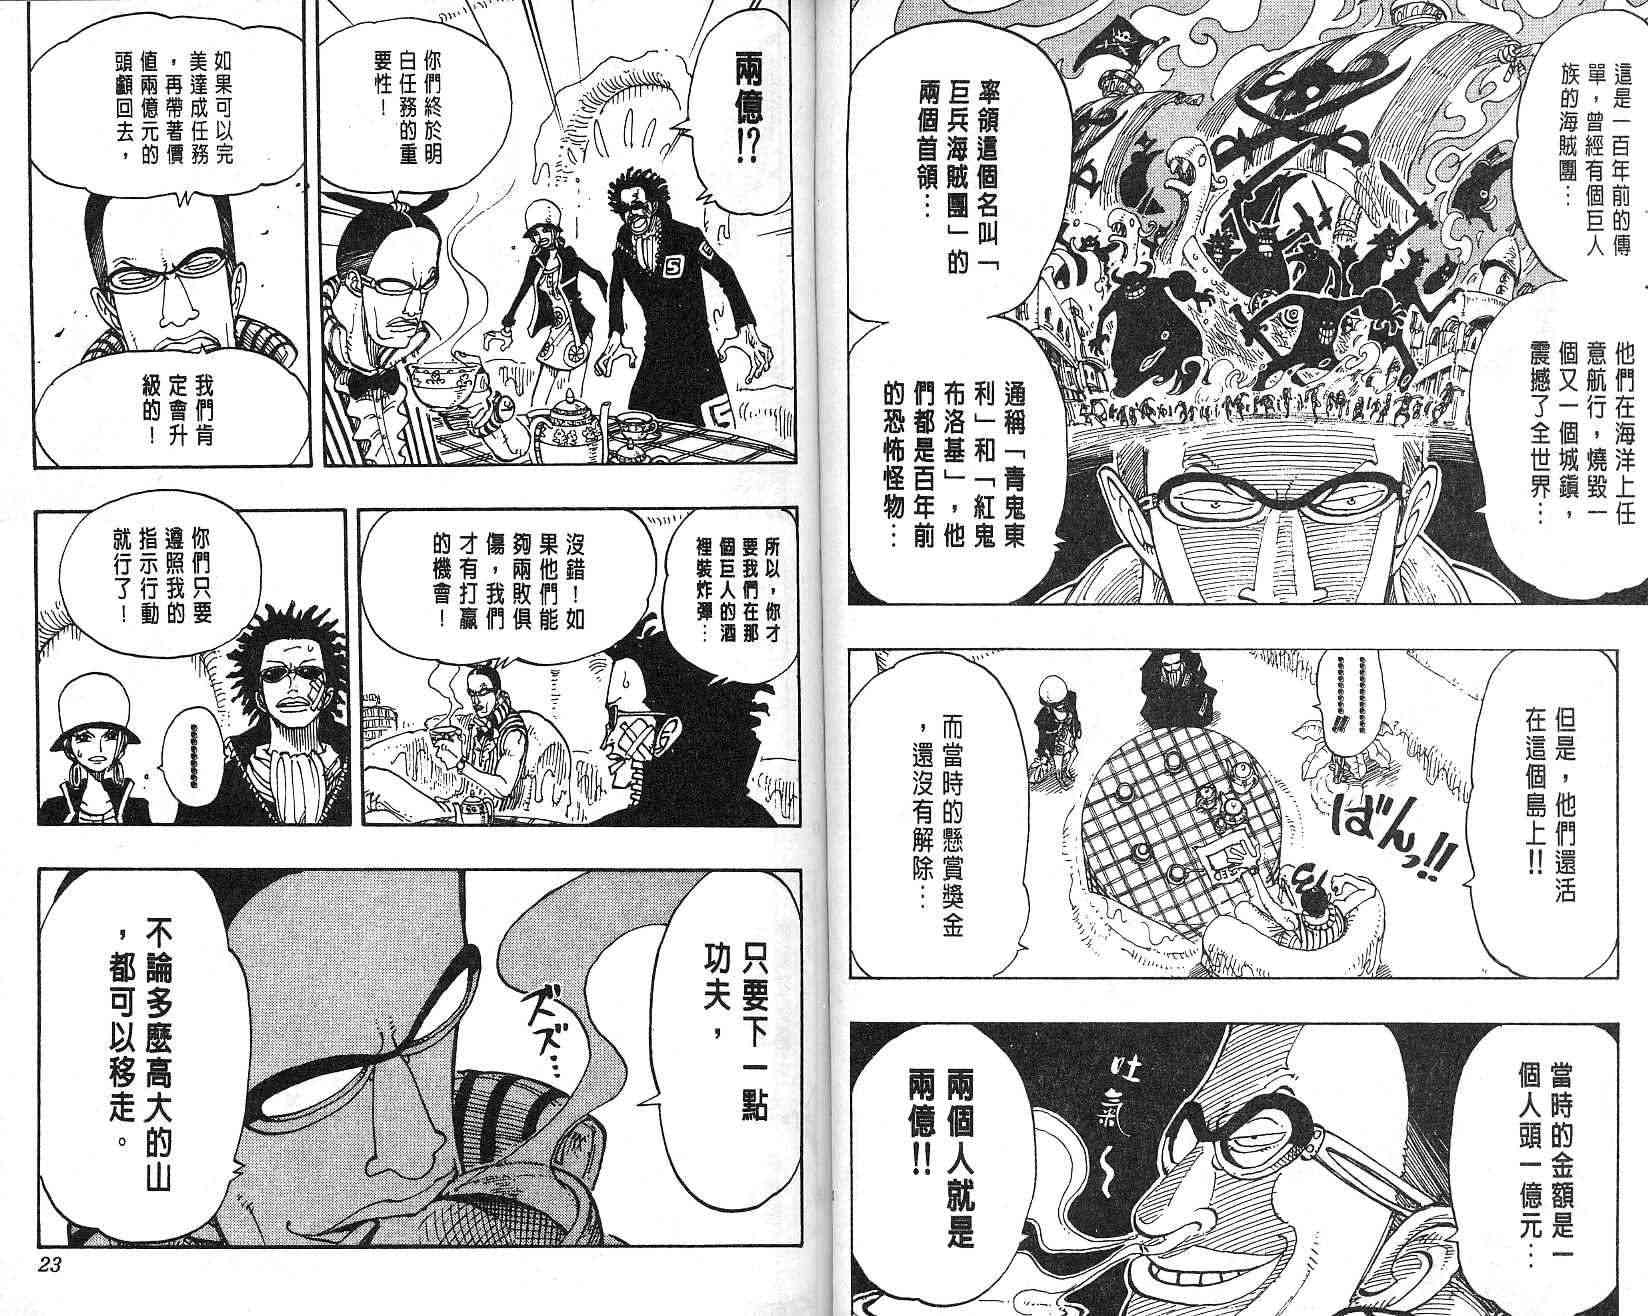 這是一百年前的傳
單，曾經有個巨人
族的海賊團…
他們在海洋上任
意航行，燒毀一
個又一個城鎮，
震撼了全世界…
率領這個名叫「
巨兵海賊團」的
兩個首領…
通稱「青鬼東
利」和「紅鬼
布洛基」，他
們都是百年前
的恐怖怪物…
但是，他們還活
在這個島上!!
ばんっ!!
而當時的懸賞獎金
，還沒有解除…
當時的金額是一
個人頭一億元…
吐氣～
兩個人就是
兩億!!
兩億!?
你們終於明
白任務的重
要性！
S
如果可以完
美達成任務
，再帶著價
值兩億元的
頭顱回去，
我們肯
定會升
級的！
所以，你才
要我們在那
個巨人的酒
裡裝炸彈…
沒錯！如
果他們能
夠兩敗俱
傷，我們
才有打贏
的機會！
你們只要
遵照我的
指示行動
就行了！
只要下一點
功夫，
ズズ…
不論多麼高大的山
，都可以移走。
23